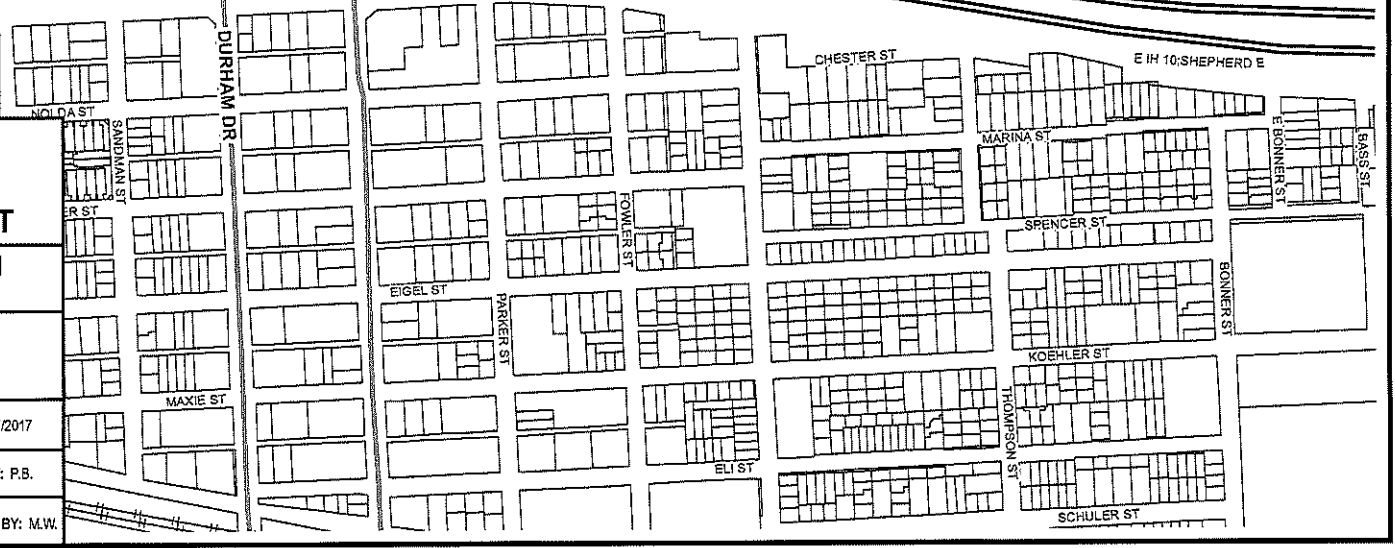 CHESTER ST
E IH 10;SHEPHERD E
DURHAM DR
NOLDA ST
SANDMAN ST
MARINA ST
E BONNER ST
BASS ST
T
ER ST
FOWLER ST
SPENCER ST
EIGEL ST
PARKER ST
BONNER ST
KOEHLER ST
MAXIE ST
THOMPSON ST
/2017
ELI ST
: P.B.
SCHULER ST
BY: M.W.